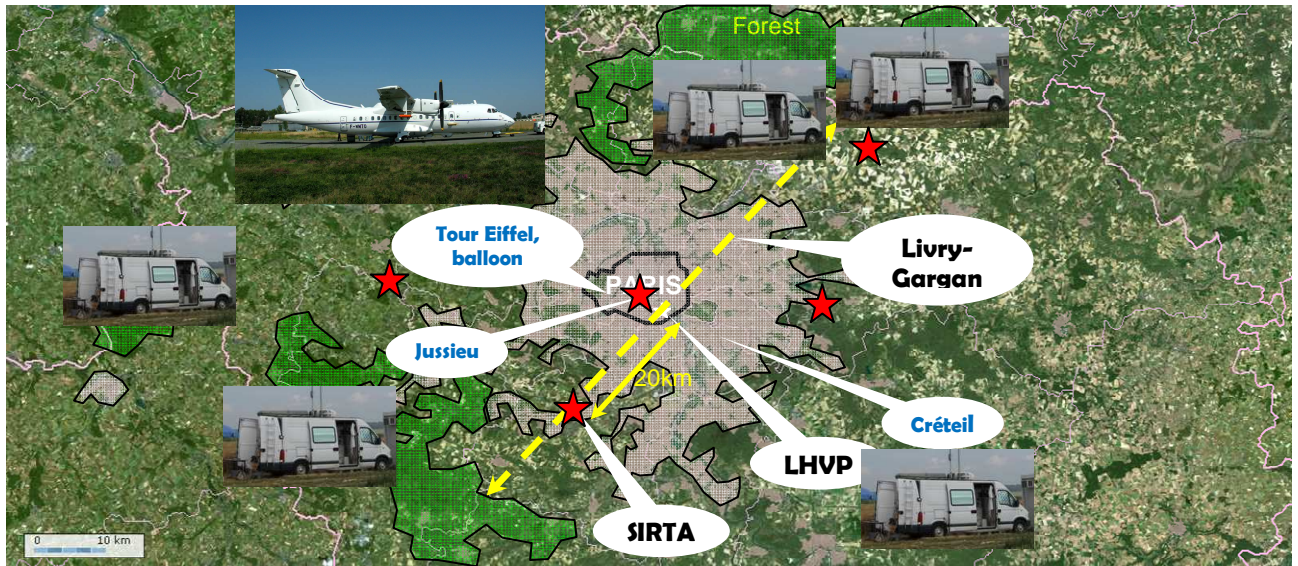 Forest
Tour Eiffel,
balloon
Livry-
Gargan
PARIS
Jussieu
20km
Créteil
LHVP
SIRTA
0 10 km